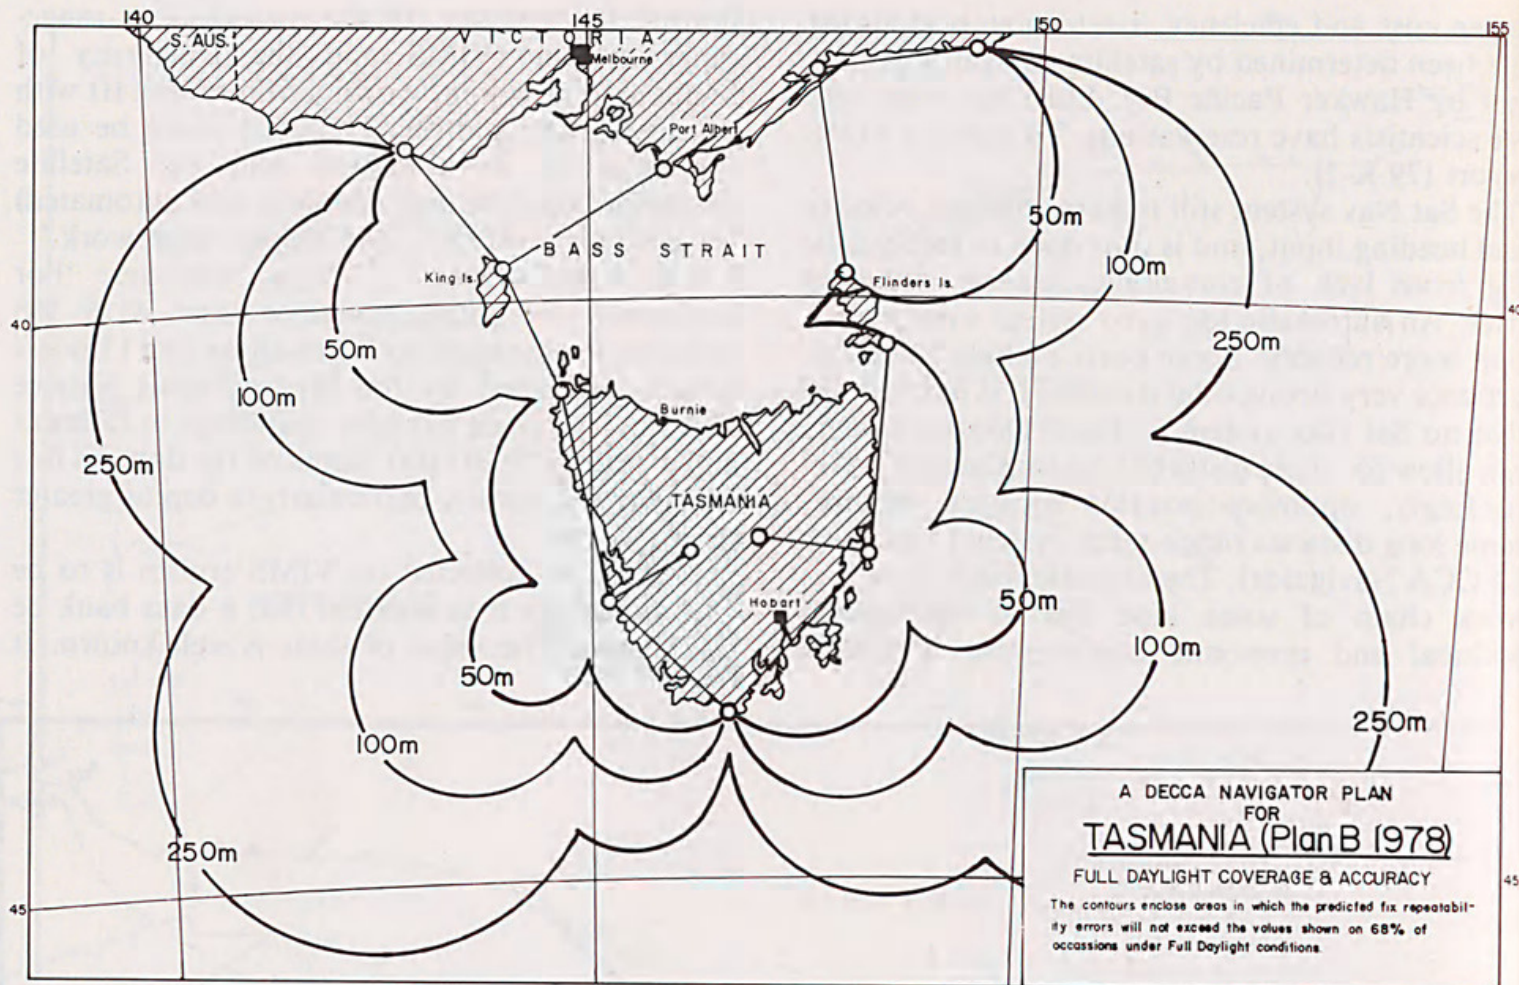 140
145
150
155
S. AUS.
VICTORIA
Melbourne
Port Albert
BASS STRAIT
King Is.
Flinders Is.
40
50m
100m
250m
50m
100m
250m
Burnie
TASMANIA
Hobart
50m
100m
250m
50m
100m
250m
45
A DECCA NAVIGATOR PLAN
FOR
TASMANIA (Plan B 1978)
FULL DAYLIGHT COVERAGE & ACCURACY
The contours enclose areas in which the predicted fix repeatabil-
ity errors will not exceed the values shown on 68% of
occassions under Full Daylight conditions.